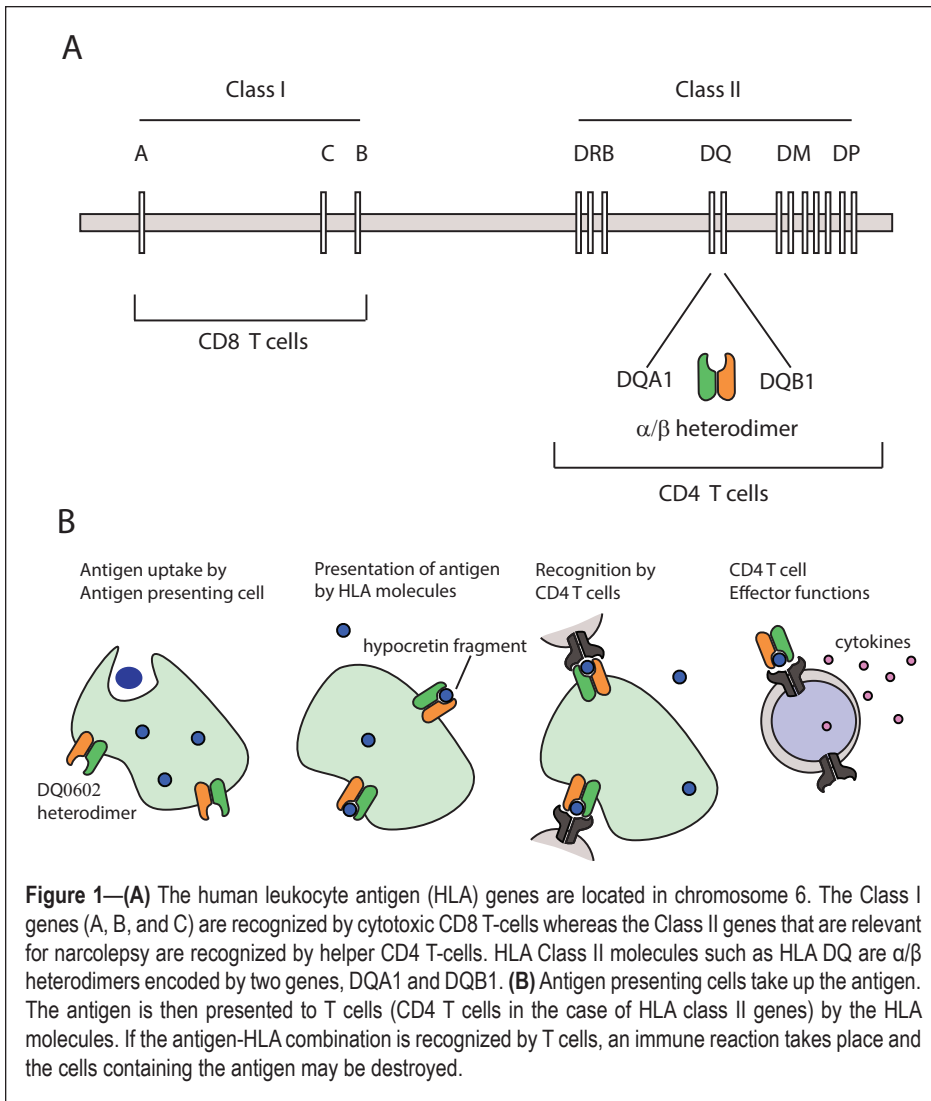 A
Class I
Class II
A
C
B
DRB
DQ
DM
DP
CD8 T cells
DQA1
DQB1
α/β heterodimer
CD4 T cells
B
Antigen uptake by
Antigen presenting cell
DQ0602
heterodimer
Presentation of antigen
by HLA molecules
hypocretin fragment
Recognition by
CD4 T cells
CD4 T cell
Effector functions
cytokines
Figure 1—(A) The human leukocyte antigen (HLA) genes are located in chromosome 6. The Class I
genes (A, B, and C) are recognized by cytotoxic CD8 T-cells whereas the Class II genes that are relevant
for narcolepsy are recognized by helper CD4 T-cells. HLA Class II molecules such as HLA DQ are α/β
heterodimers encoded by two genes, DQA1 and DQB1. (B) Antigen presenting cells take up the antigen.
The antigen is then presented to T cells (CD4 T cells in the case of HLA class II genes) by the HLA
molecules. If the antigen-HLA combination is recognized by T cells, an immune reaction takes place and
the cells containing the antigen may be destroyed.